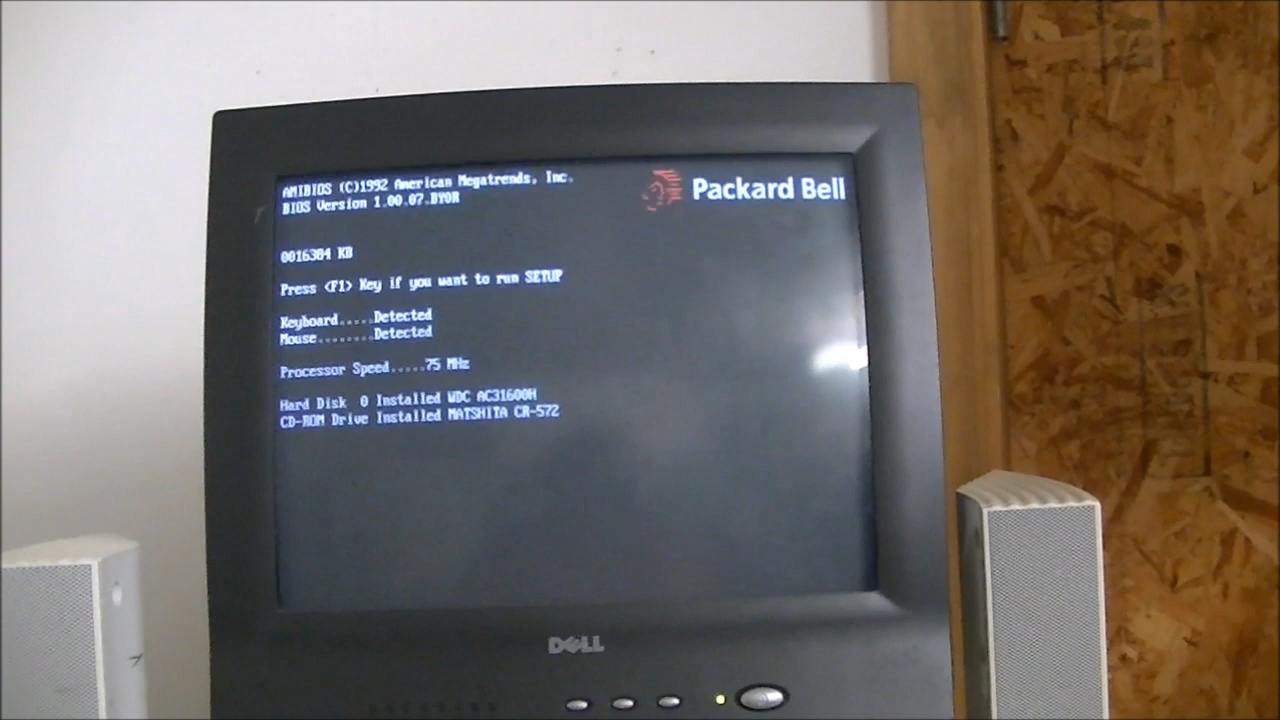 AMIBIOS (C)1992 American Megatrends, Inc.
BIOS Version 1.00.07.BY0R
Packard Bell
0016384 KB
Press <F1> Key if you want to run SETUP
Keyboard.....Detected
Mouse........Detected
Processor Speed.....75 MHz
Hard Disk 0 Installed WDC AC31600H
CD-ROM Drive Installed MATSHITA CR-572
DELL